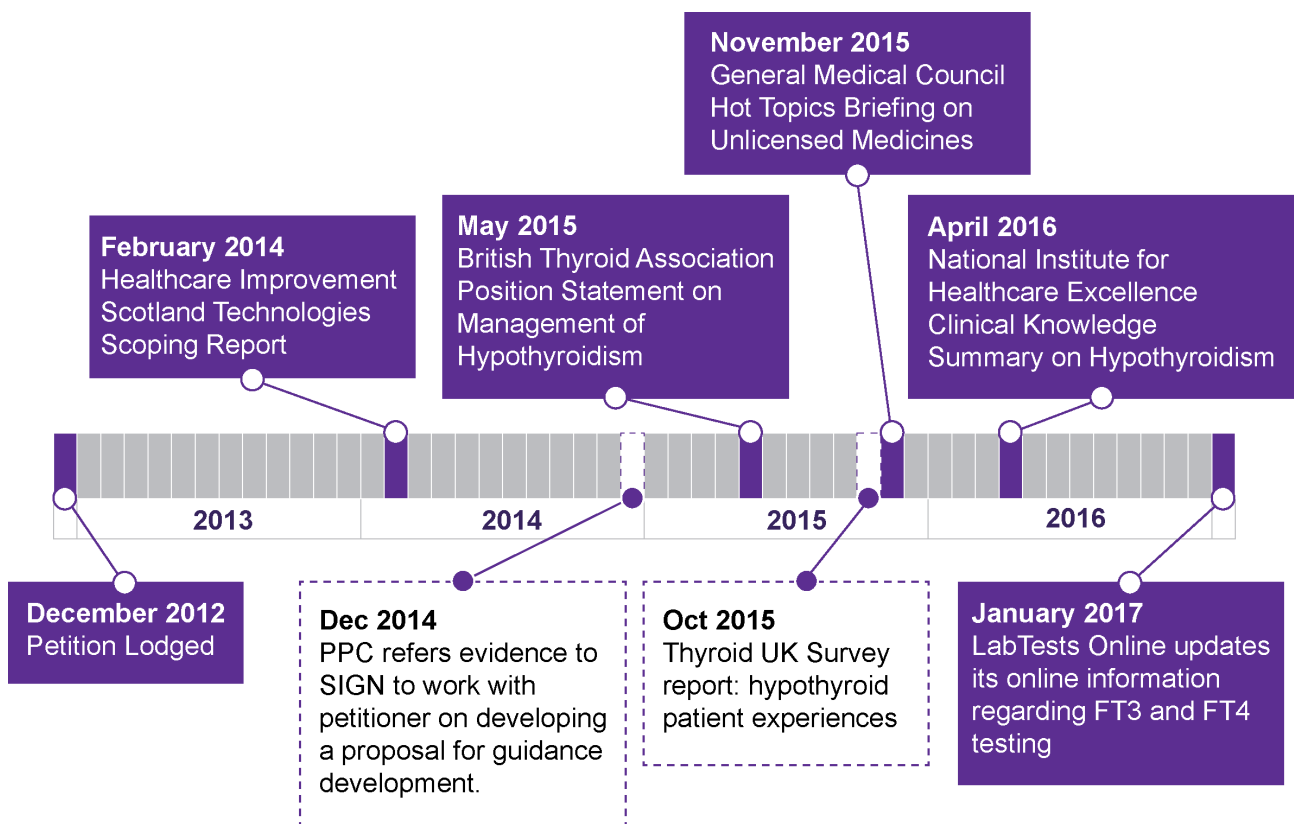 November 2015
General Medical Council
Hot Topics Briefing on
Unlicensed Medicines
February 2014
Healthcare Improvement
Scotland Technologies
Scoping Report
May 2015
British Thyroid Association
Position Statement on
Management of
Hypothyroidism
April 2016
National Institute for
Healthcare Excellence
Clinical Knowledge
Summary on Hypothyroidism
2013
2014
2015
2016
December 2012
Petition Lodged
Dec 2014
PPC refers evidence to
SIGN to work with
petitioner on developing
a proposal for guidance
development.
Oct 2015
Thyroid UK Survey
report: hypothyroid
patient experiences
January 2017
LabTests Online updates
its online information
regarding FT3 and FT4
testing